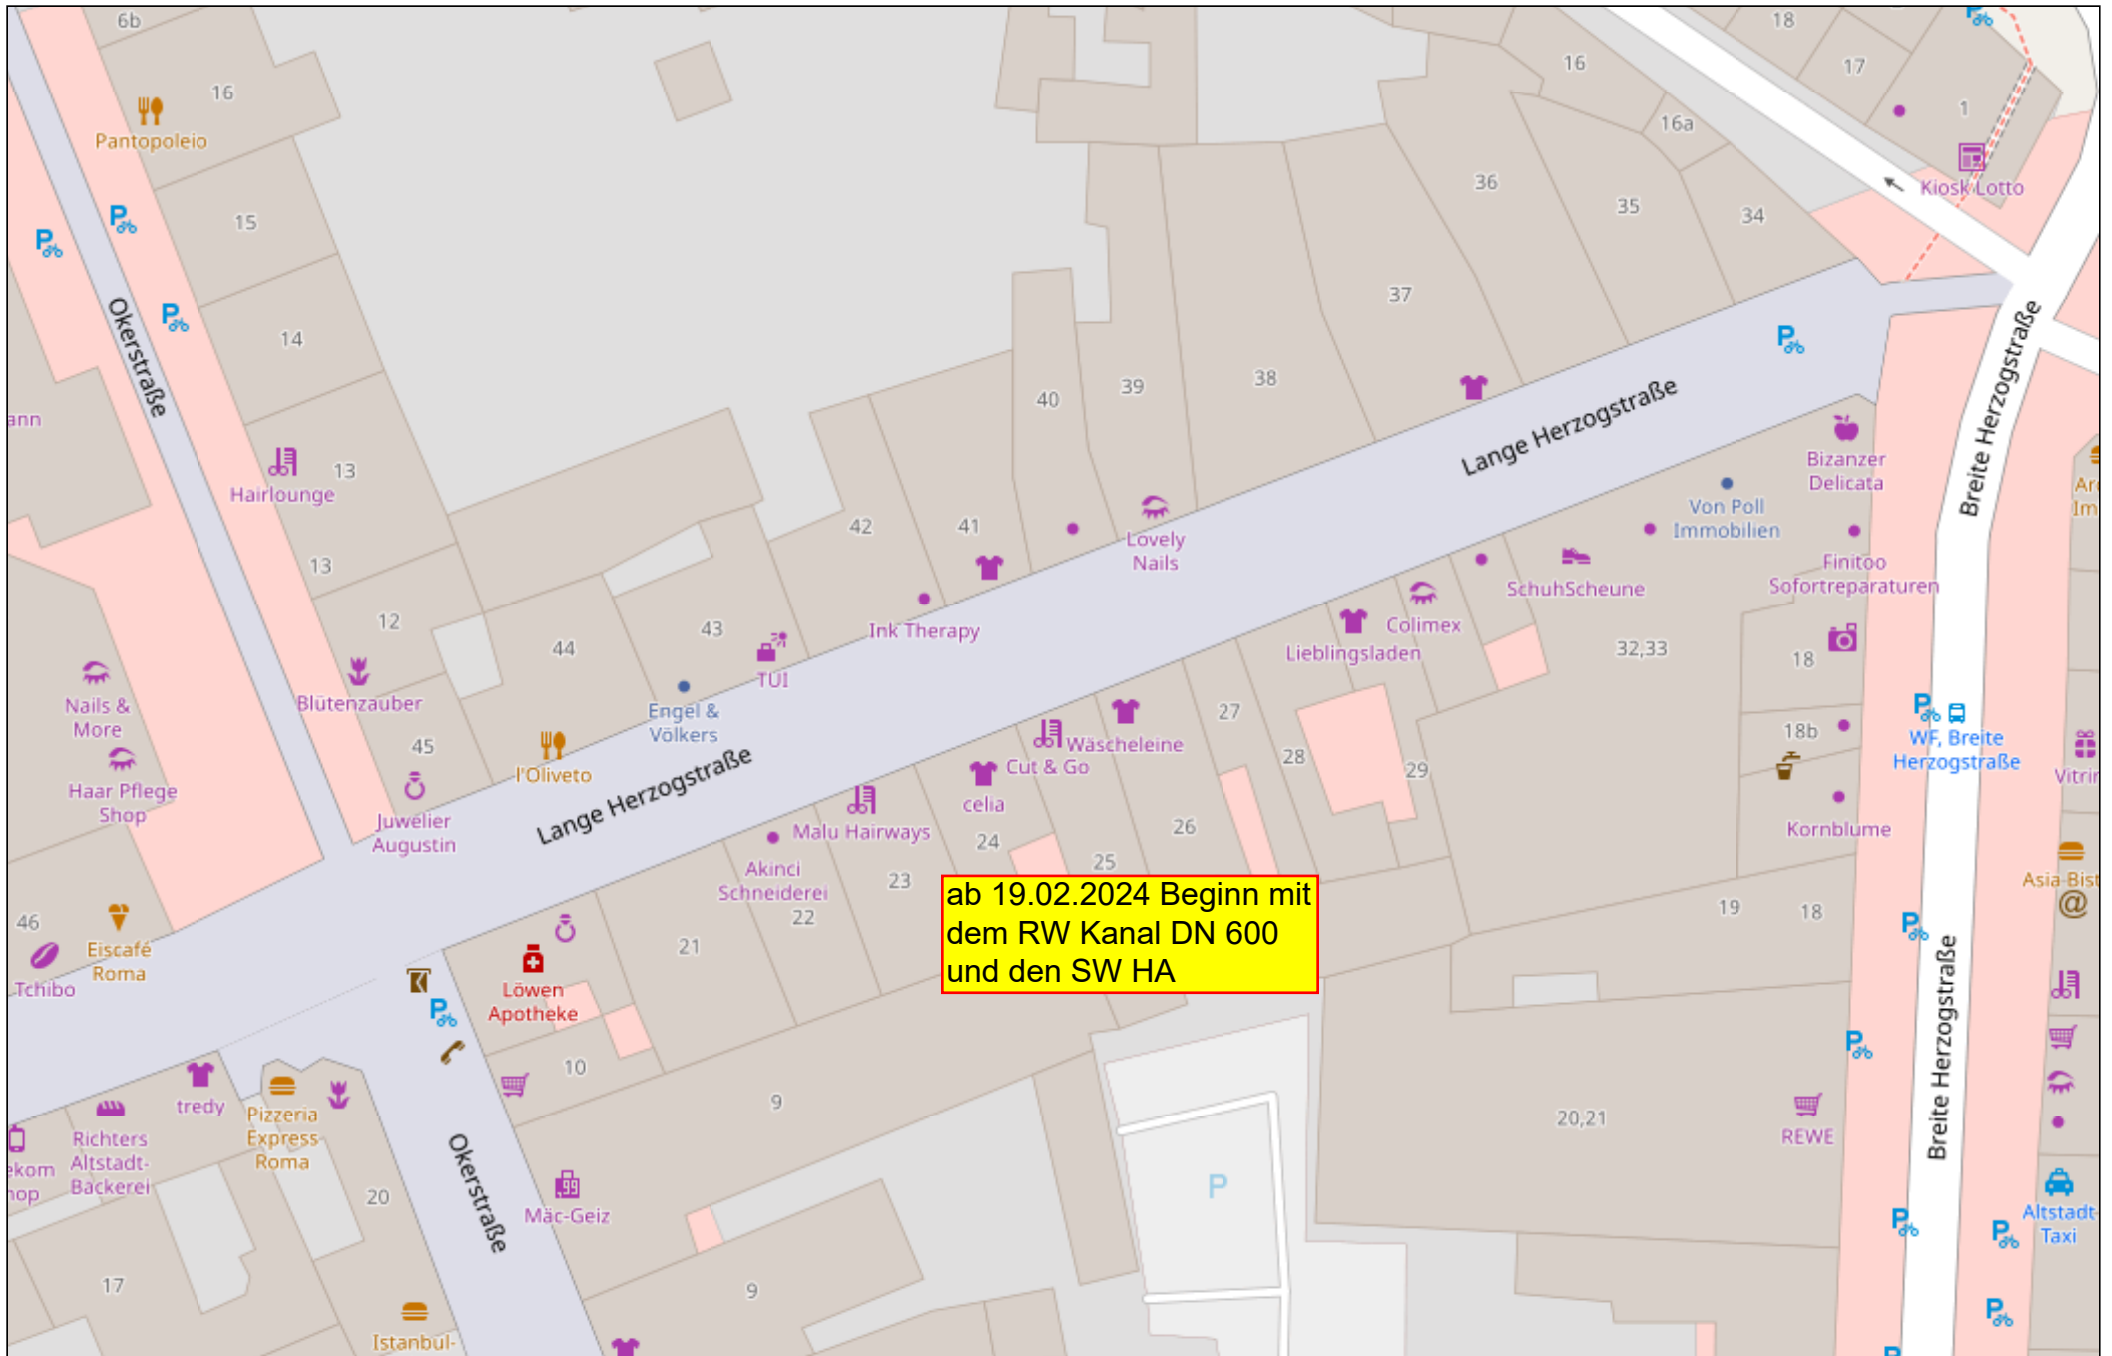 6b
16
Pantopoleio
15
14
Okerstraße
Hairlounge
13
13
12
Blütenzauber
45
Juwelier
Augustin
ann
Nails &
More
Haar Pflege
Shop
46
Eiscafé
Roma
Tchibo
44
43
TUI
Engel &
Völkers
l'Oliveto
Lange Herzogstraße
42
41
Ink Therapy
40
39
Lovely
Nails
38
37
36
35
34
16
16a
18
17
1
Kiosk Lotto
Lange Herzogstraße
Breite Herzogstraße
Bizanzer
Delicata
Von Poll
Immobilien
Finitoo
Sofortreparaturen
SchuhScheune
Colimex
Lieblingsladen
32,33
18
18b
WF, Breite
Herzogstraße
Kornblume
27
28
29
Wäscheleine
Cut & Go
celia
Malu Hairways
Akinci
Schneiderei
26
25
24
23
22
21
ab 19.02.2024 Beginn mit
dem RW Kanal DN 600
und den SW HA
19
18
Löwen
Apotheke
10
9
Mäc-Geiz
9
Okerstraße
tredy
Richters
Altstadt-
Bäckerei
Pizzeria
Express
Roma
ekom
hop
20
17
Istanbul-
P
20,21
REWE
Breite Herzogstraße
Arc
Im
Vitrin
Asia Bist
@
Altstadt-
Taxi